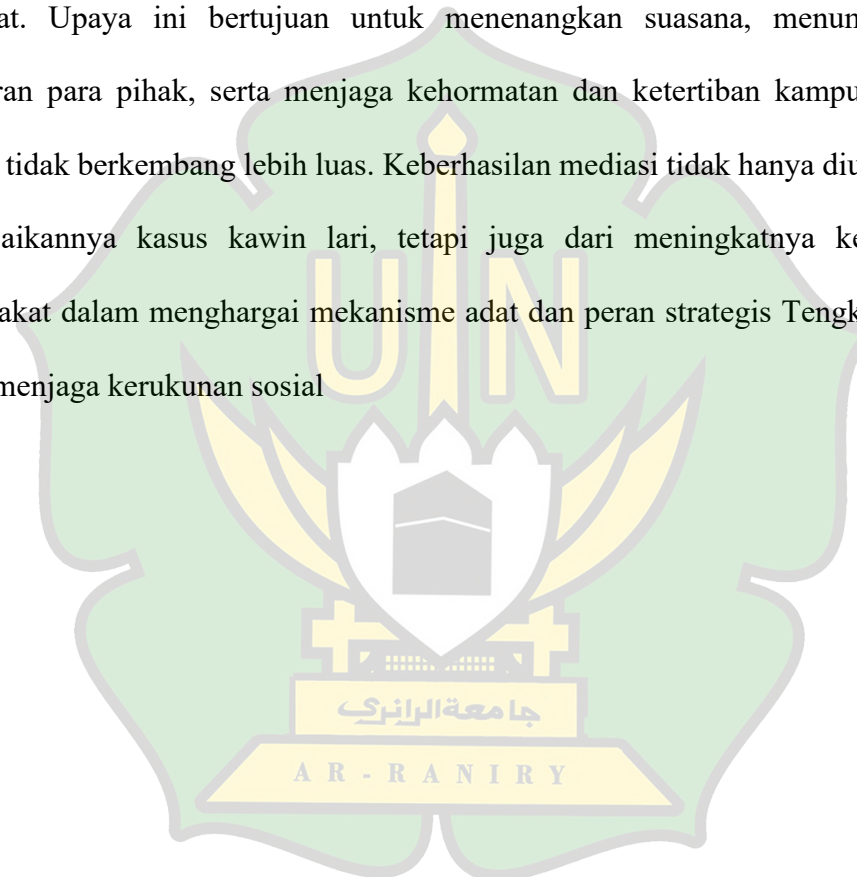 at. Upaya ini bertujuan untuk menenangkan suasana, menun
ran para pihak, serta menjaga kehormatan dan ketertiban kampu
tidak berkembang lebih luas. Keberhasilan mediasi tidak hanya diu
aikannya kasus kawin lari, tetapi juga dari meningkatnya ke
akat dalam menghargai mekanisme adat dan peran strategis Tengk
menjaga kerukunan sosial
UIN
جامعة الرانري
AR-RANIRY